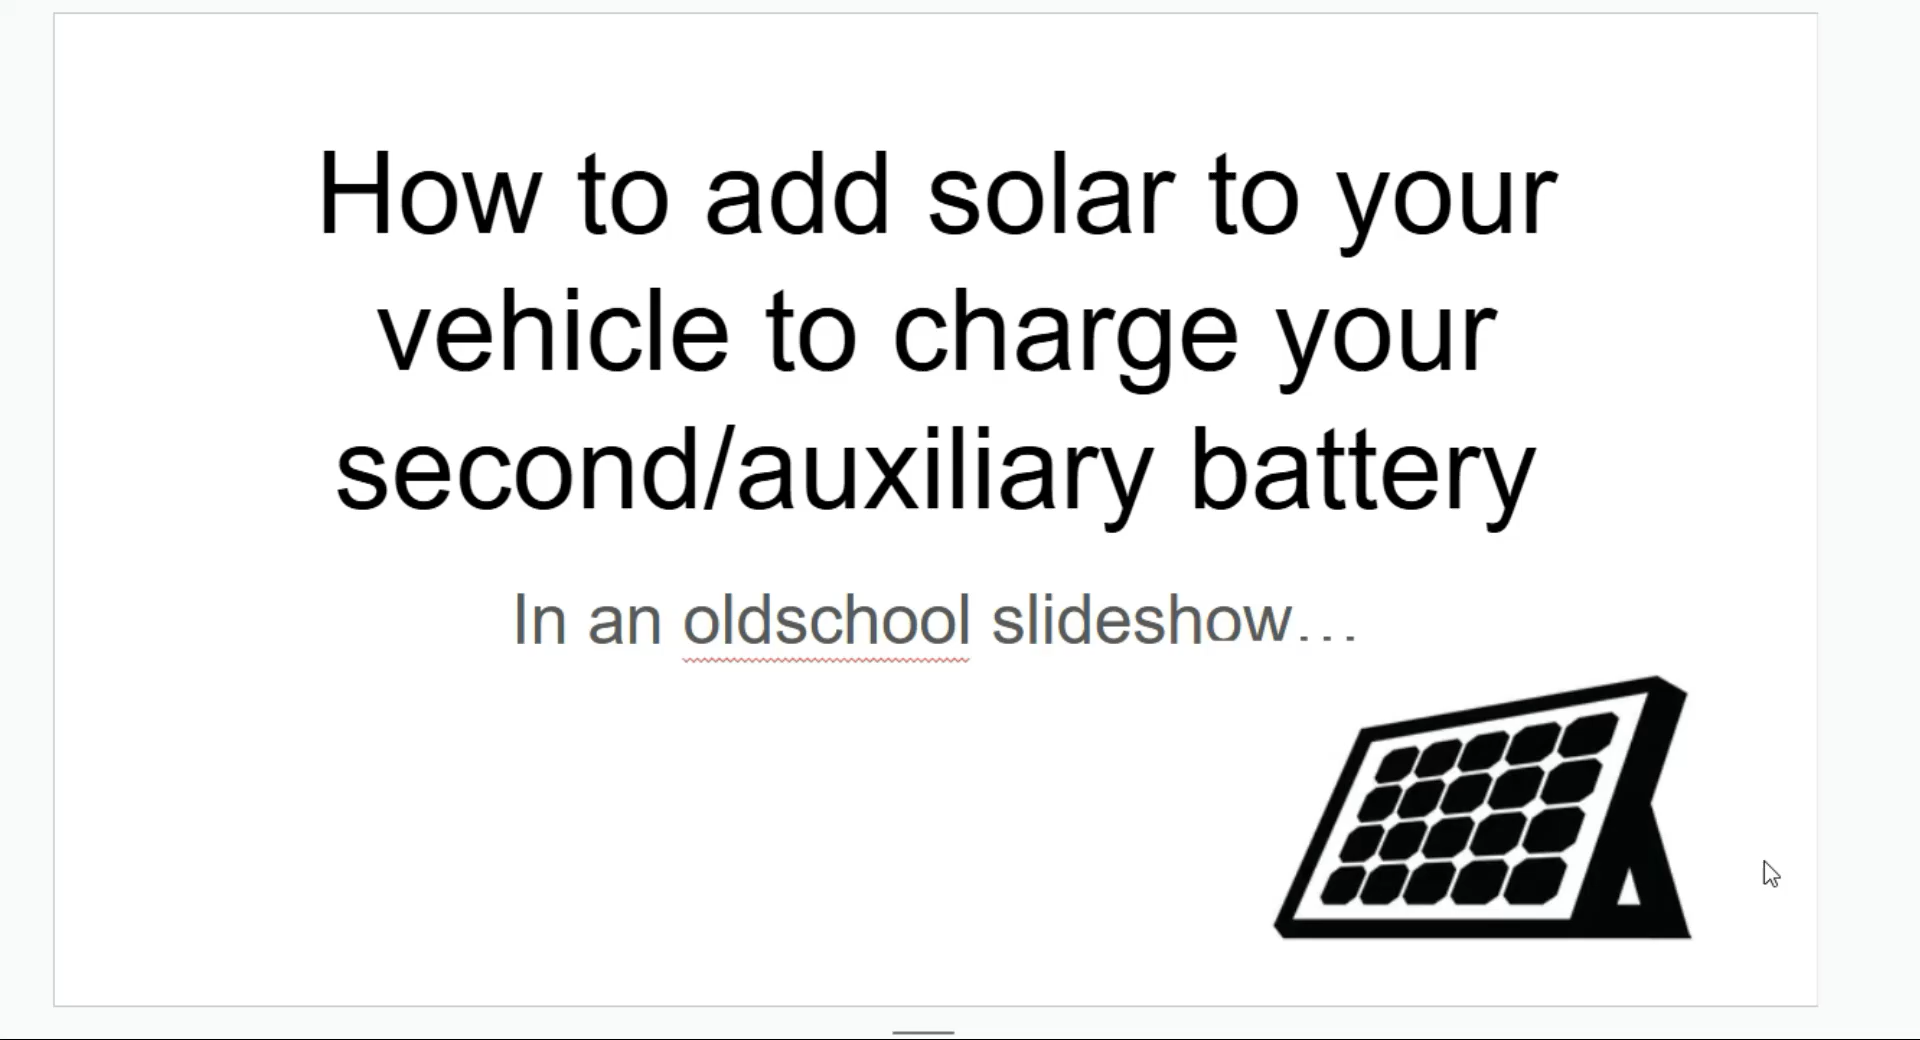 How to add solar to your
vehicle to charge your
second/auxiliary battery
In an oldschool slideshow...